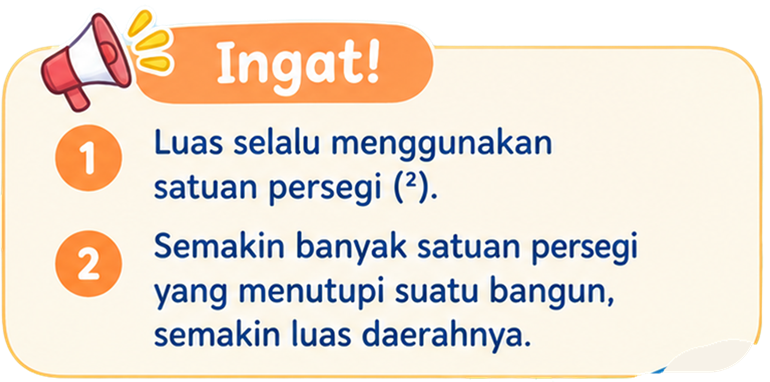 Ingat!
1
Luas selalu menggunakan
satuan persegi (²).
2
Semakin banyak satuan persegi
yang menutupi suatu bangun,
semakin luas daerahnya.